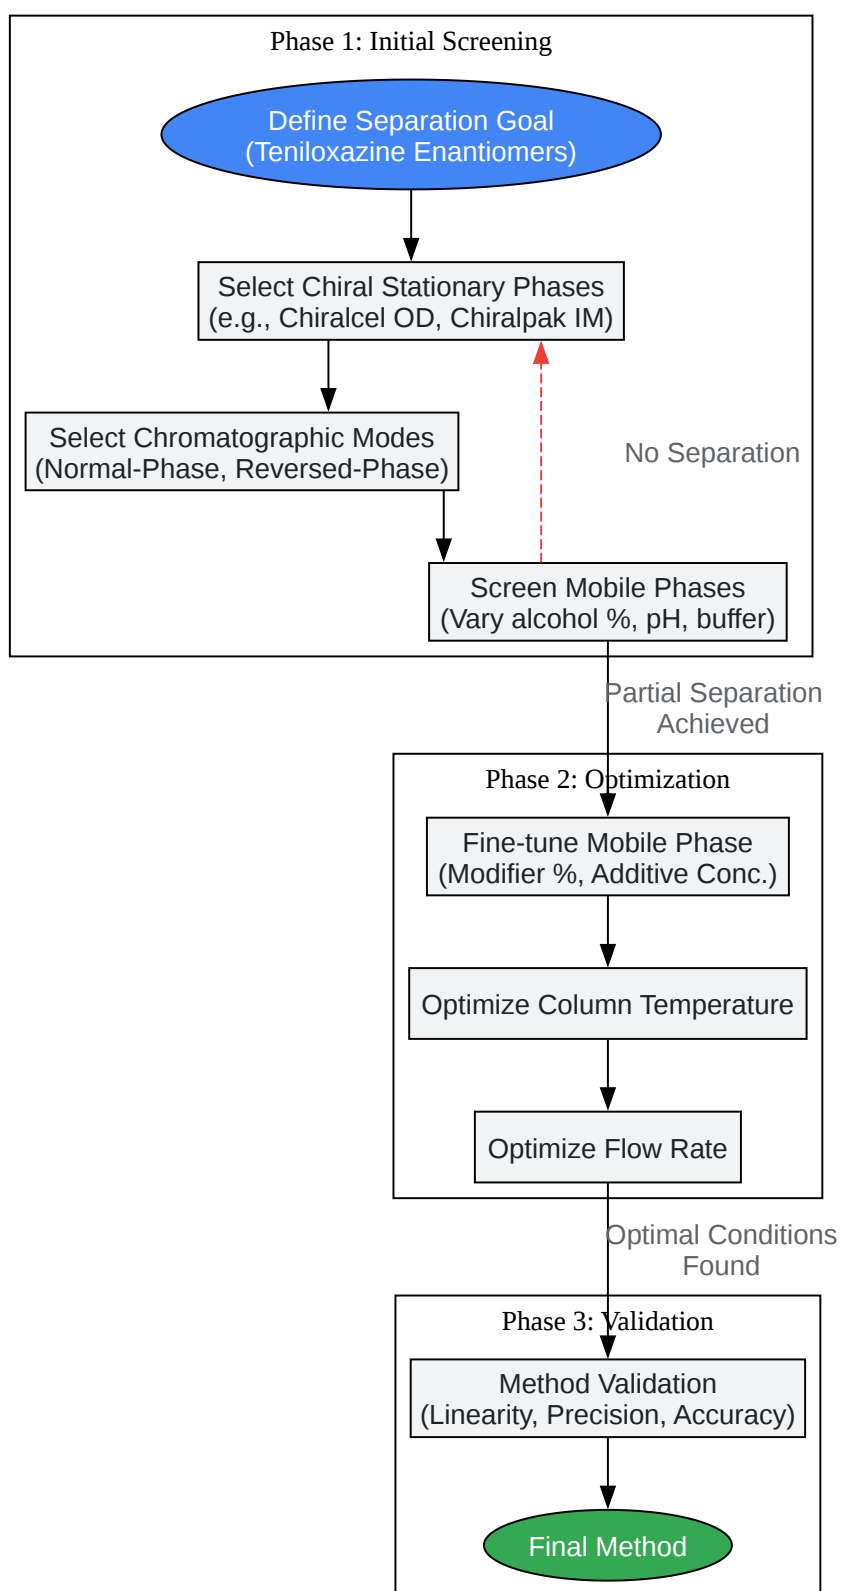 Phase 1: Initial Screening
Define Separation Goal
(Teniloxazine Enantiomers)
Select Chiral Stationary Phases
(e.g., Chiralcel OD, Chiralpak IM)
Select Chromatographic Modes
(Normal-Phase, Reversed-Phase)
No Separation
Screen Mobile Phases
(Vary alcohol %, pH, buffer)
Partial Separation
Achieved
Phase 2: Optimization
Fine-tune Mobile Phase
(Modifier %, Additive Conc.)
Optimize Column Temperature
Optimize Flow Rate
Optimal Conditions
Found
Phase 3: Validation
Method Validation
(Linearity, Precision, Accuracy)
Final Method